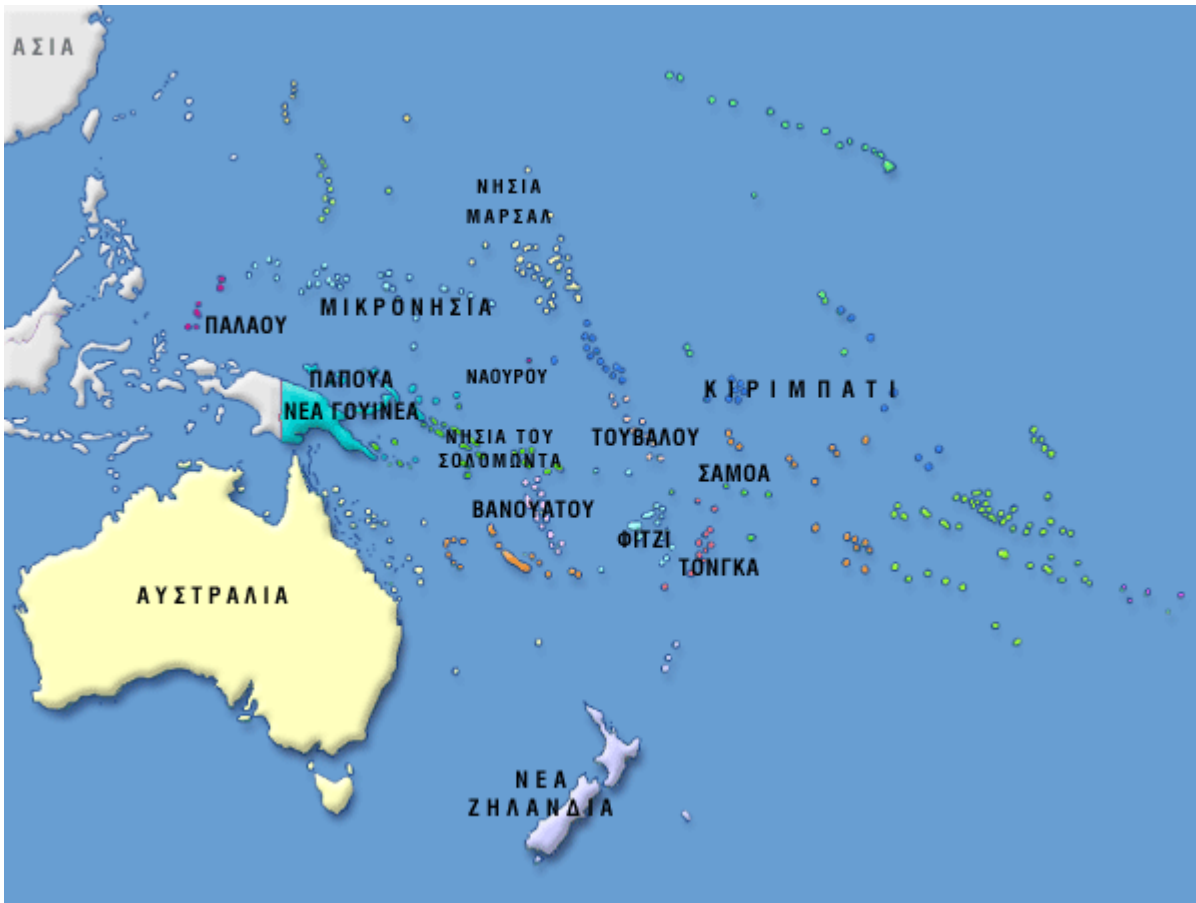 ΑΣΙΑ
ΝΗΣΙΑ
ΜΑΡΣΑΛ
ΜΙΚΡΟΝΗΣΙΑ
ΠΑΛΑΟΥ
ΠΑΠΟΥΑ
ΝΕΑ ΓΟΥΙΝΕΑ
ΝΑΟΥΡΟΥ
ΚΙΡΙΜΠΑΤΙ
ΝΗΣΙΑ ΤΟΥ
ΣΟΛΟΜΩΝΤΑ
ΤΟΥΒΑΛΟΥ
ΣΑΜΟΑ
ΒΑΝΟΥΑΤΟΥ
ΦΙΤΖΙ
ΤΟΝΓΚΑ
ΑΥΣΤΡΑΛΙΑ
ΝΕΑ
ΖΗΛΑΝΔΙΑ